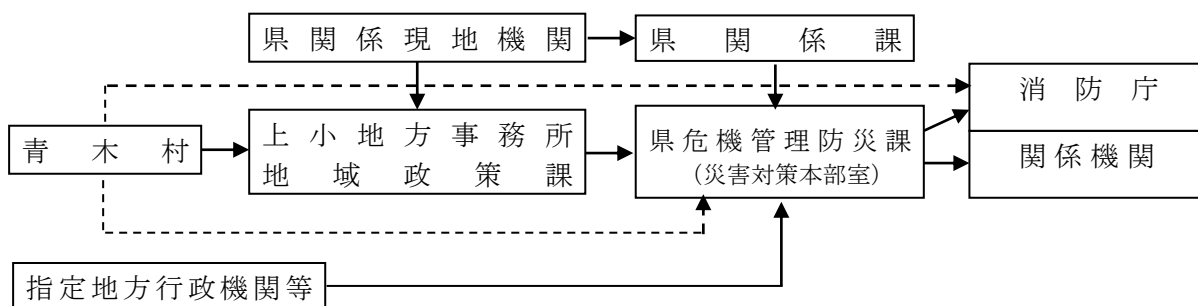 県関係現地機関
県関係課
消防庁
青木村
上小地方事務所
地域政策課
県危機管理防災課
(災害対策本部室)
関係機関
指定地方行政機関等